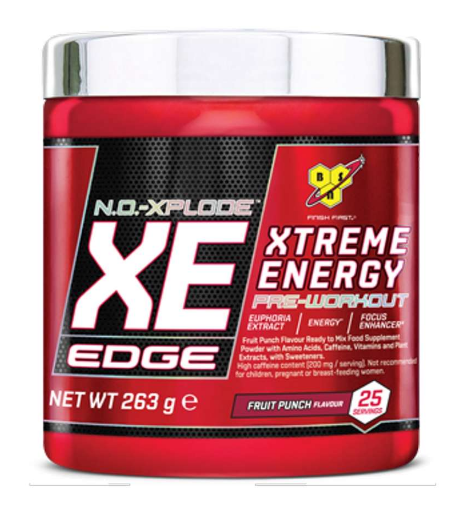 BSN
FINISH FIRST.
N.O.-XPLODE™
XE
EDGE
XTREME
ENERGY
PRE-WORKOUT
EUPHORIA
EXTRACT
ENERGY*
FOCUS
ENHANCER*
Fruit Punch Flavour Ready to Mix Food Supplement
Powder with Amino Acids, Caffeine, Vitamins and Plant
Extracts, with Sweeteners.
High caffeine content (200 mg / serving). Not recommended
for children, pregnant or breast-feeding women.
NET WT 263 g e
FRUIT PUNCH FLAVOUR
25
SERVINGS